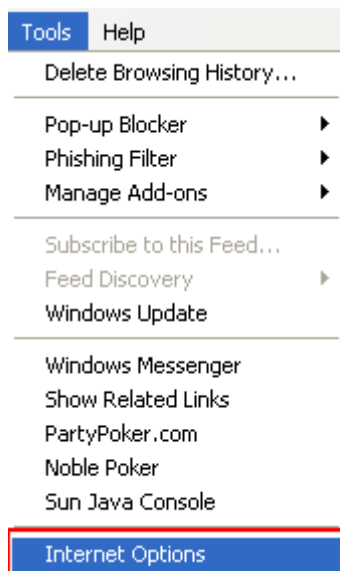 Tools Help
Delete Browsing History...
Pop-up Blocker
Phishing Filter
Manage Add-ons
Subscribe to this Feed...
Feed Discovery
Windows Update
Windows Messenger
Show Related Links
PartyPoker.com
Noble Poker
Sun Java Console
Internet Options